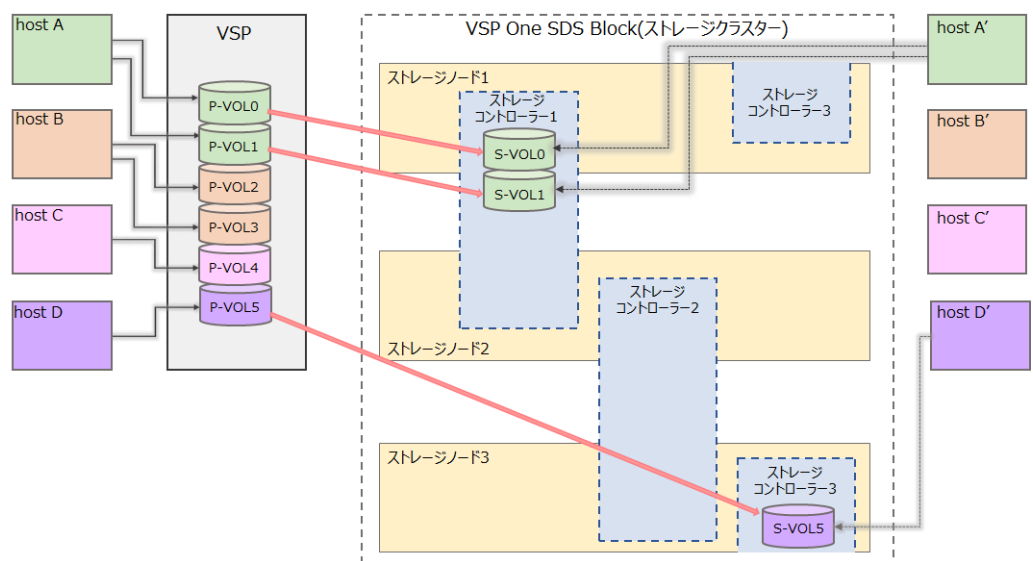 host A
VSP
VSP One SDS Block(ストレージクラスター)
host A’
ストレージノード1
ストレージ
コントローラー1
ストレージ
コントローラー3
P-VOL0
P-VOL1
P-VOL2
P-VOL3
P-VOL4
P-VOL5
S-VOL0
S-VOL1
host B
host B’
host C
host C’
host D
host D’
ストレージ
コントローラー2
ストレージノード2
ストレージノード3
ストレージ
コントローラー3
S-VOL5